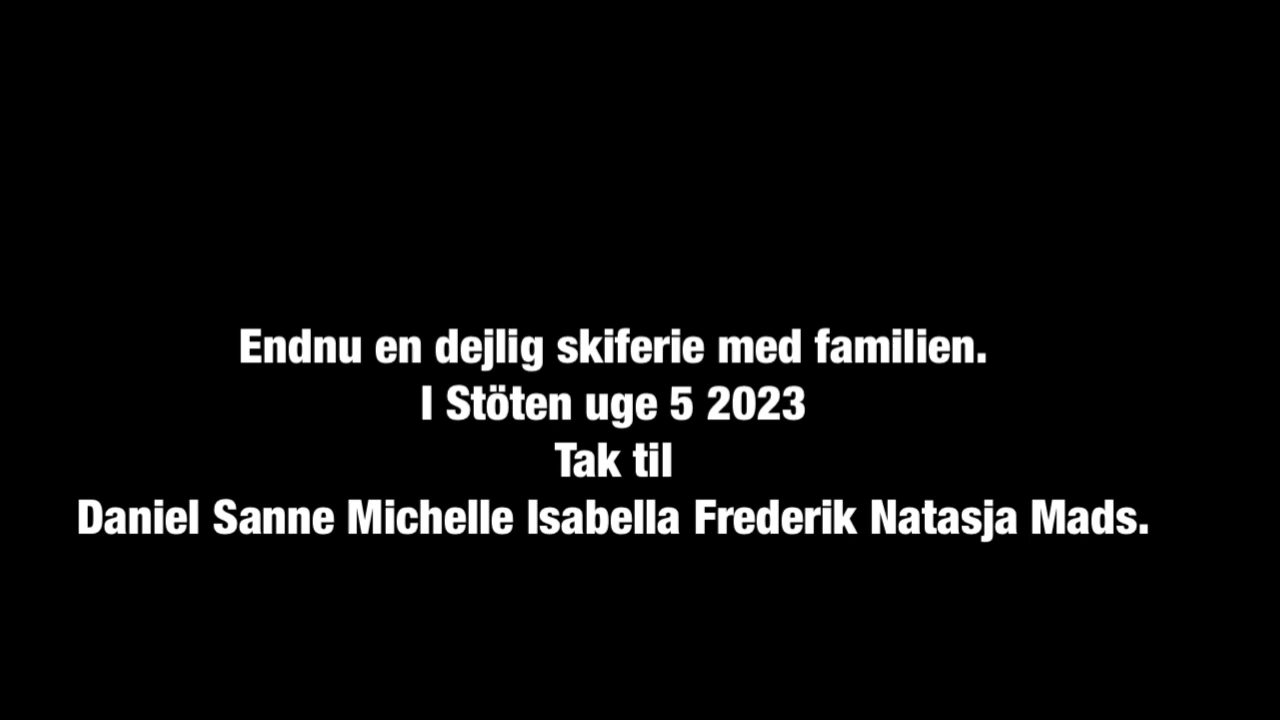 Endnu en dejlig skiferie med familien.
I Stöten uge 5 2023
Tak til
Daniel Sanne Michelle Isabella Frederik Natasja Mads.